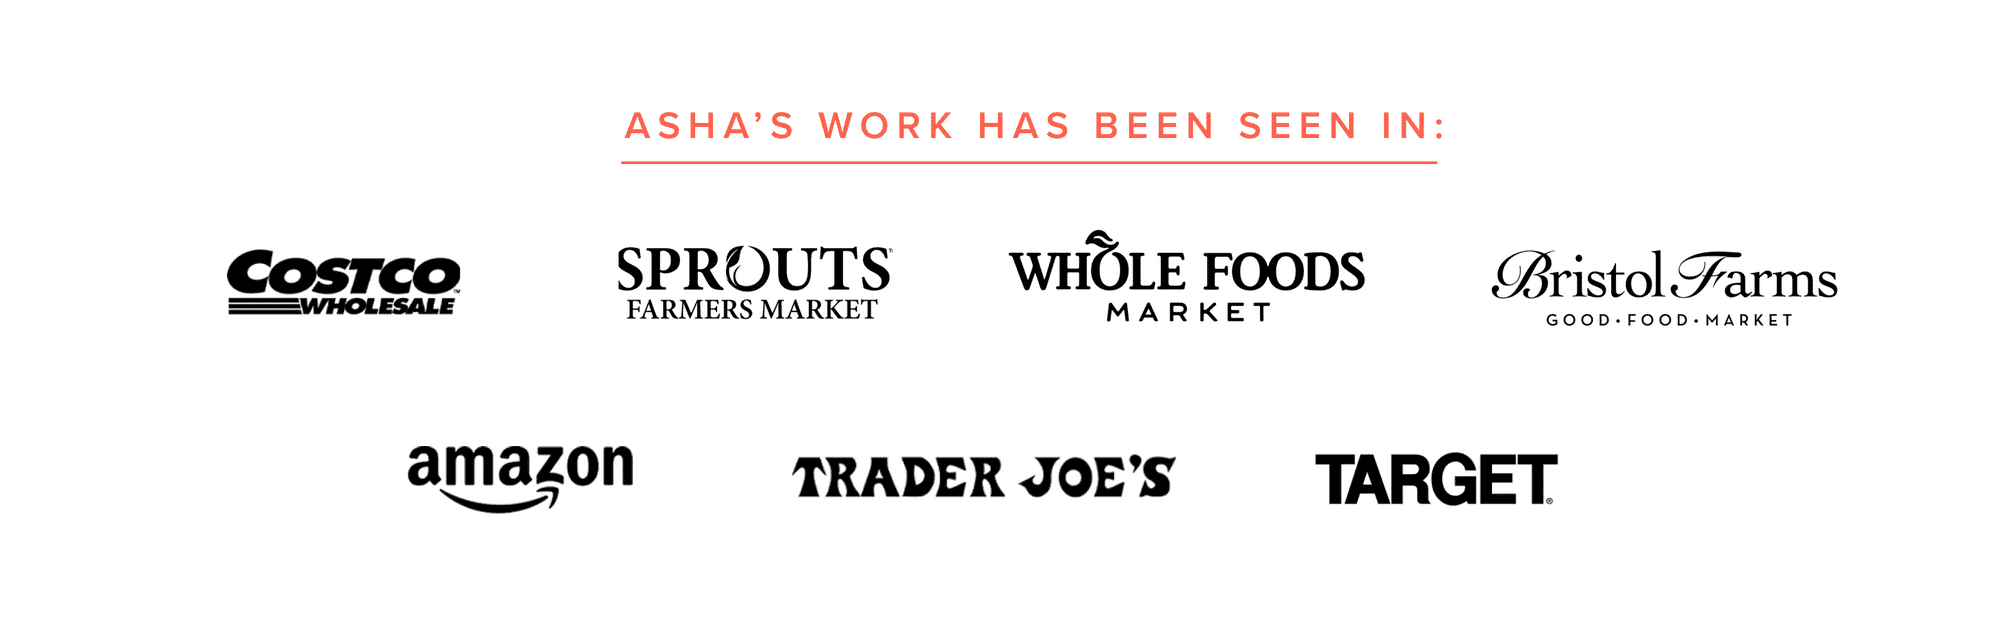 ASHA'S WORK HAS BEEN SEEN IN:
COSTCO
WHOLESALE
SPROUTS
FARMERS MARKET
WHOLE FOODS
MARKET
Bristol Farms
GOOD·FOOD·MARKET
amazon
TRADER JOE'S
TARGET